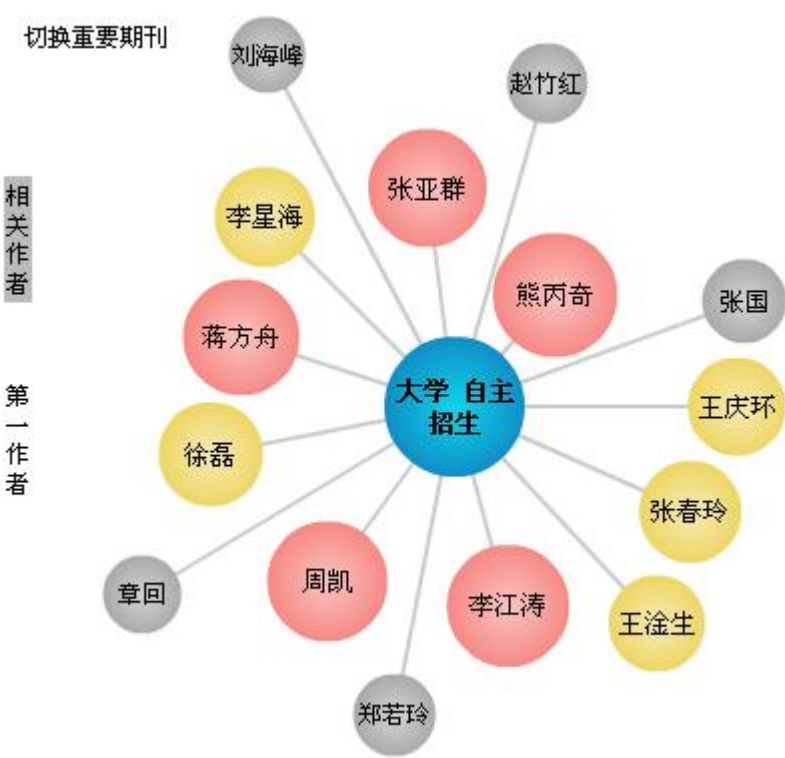 切换重要期刊
刘海峰
赵竹红
张亚群
李星海
相关作者
熊丙奇
张国
蒋方舟
大学 自主
招生
王庆环
第一作者
徐磊
张春玲
章回
周凯
李江涛
王淦生
郑若玲